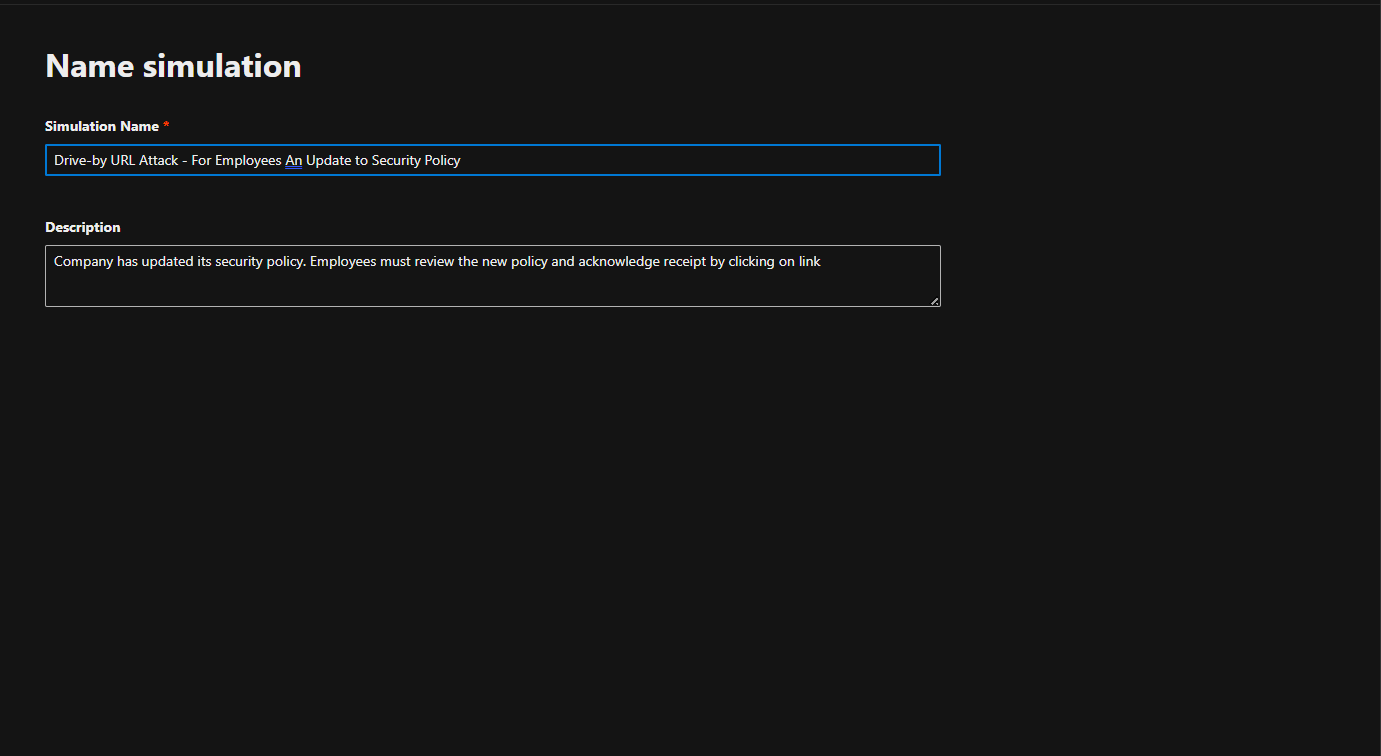 Name simulation
Simulation Name *
Drive-by URL Attack - For Employees An Update to Security Policy
Description
Company has updated its security policy. Employees must review the new policy and acknowledge receipt by clicking on link